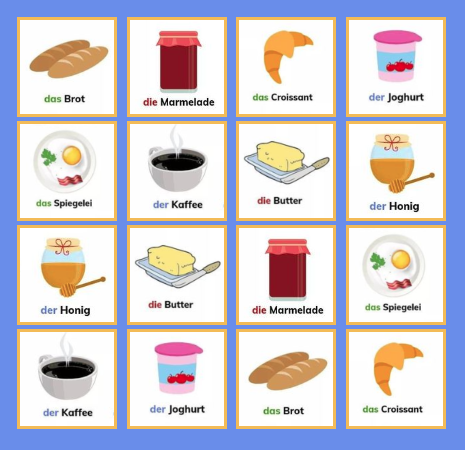 das Brot
die Marmelade
das Croissant
der Joghurt
das Spiegelei
der Kaffee
die Butter
der Honig
der Honig
die Butter
die Marmelade
das Spiegelei
der Kaffee
der Joghurt
das Brot
das Croissant